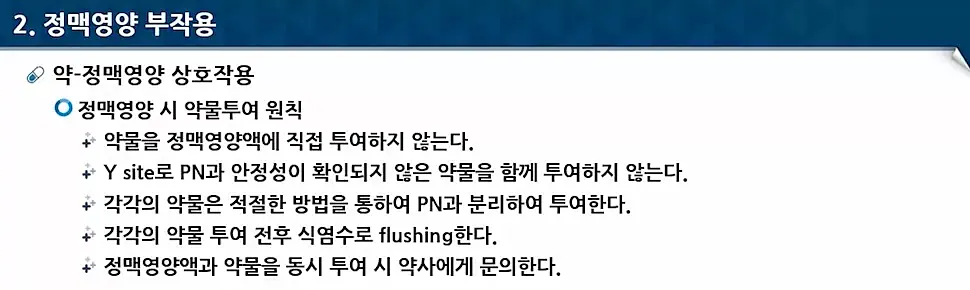 2. 정맥영양 부작용
약-정맥영양 상호작용
정맥영양 시 약물투여 원칙
약물을 정맥영양액에 직접 투여하지 않는다.
Y site로 PN과 안정성이 확인되지 않은 약물을 함께 투여하지 않는다.
각각의 약물은 적절한 방법을 통하여 PN과 분리하여 투여한다.
각각의 약물 투여 전후 식염수로 flushing한다.
정맥영양액과 약물을 동시 투여 시 약사에게 문의한다.